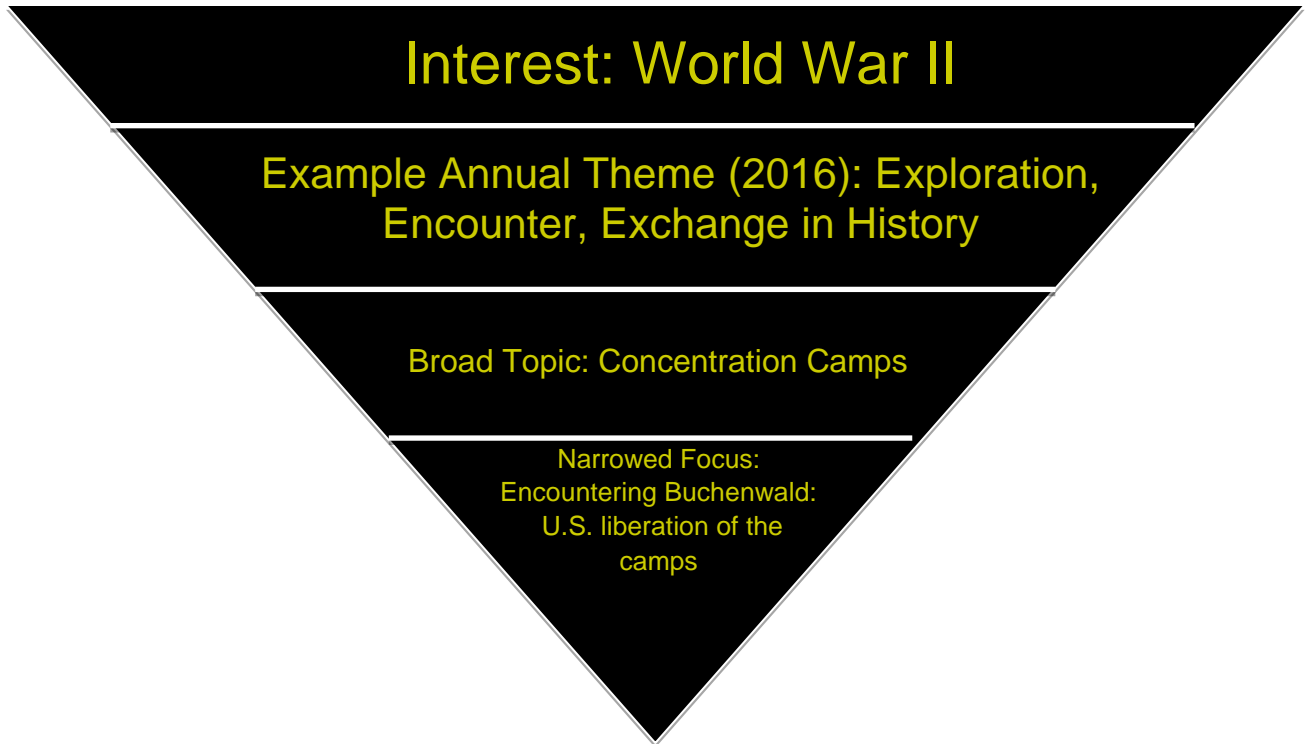 Interest: World War II
Example Annual Theme (2016): Exploration,
Encounter, Exchange in History
Broad Topic: Concentration Camps
Narrowed Focus:
Encountering Buchenwald:
U.S. liberation of the
camps